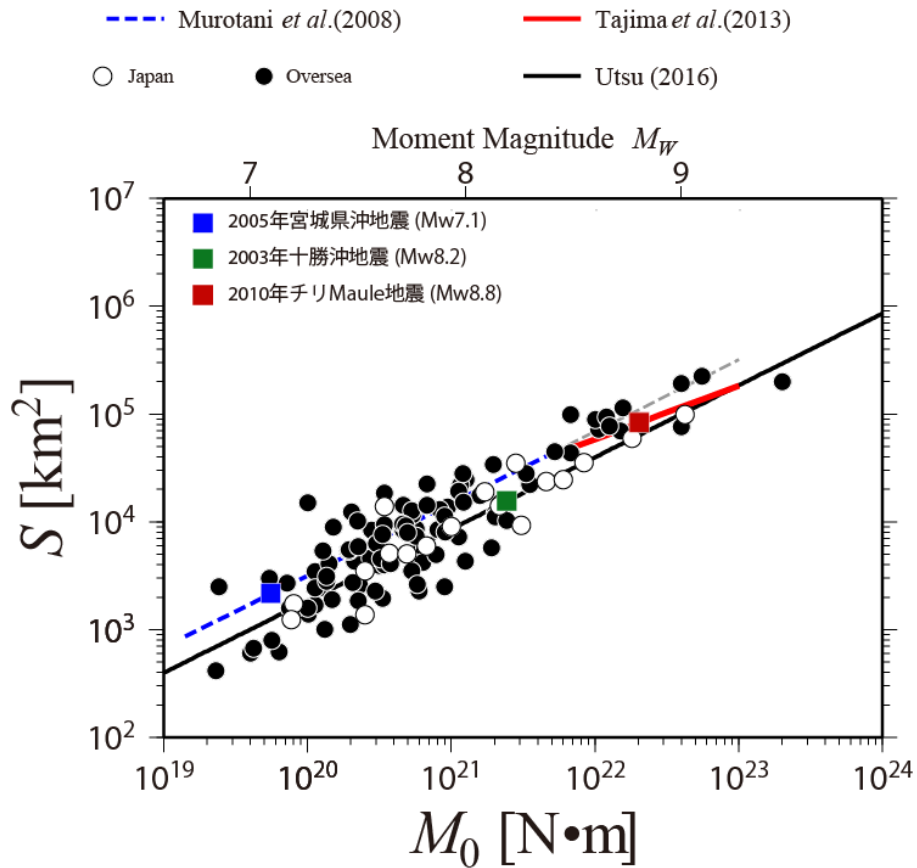 Murotani et al.(2008) Tajima et al.(2013)
Japan Oversea Utsu (2016)
Moment Magnitude M_W
7 8 9
10^7
2005年宮城県沖地震 (Mw7.1)
2003年十勝沖地震 (Mw8.2)
2010年チリMaule地震 (Mw8.8)
10^6
10^5
10^4
10^3
10^2
S [km^2]
10^19 10^20 10^21 10^22 10^23 10^24
M_0 [N•m]